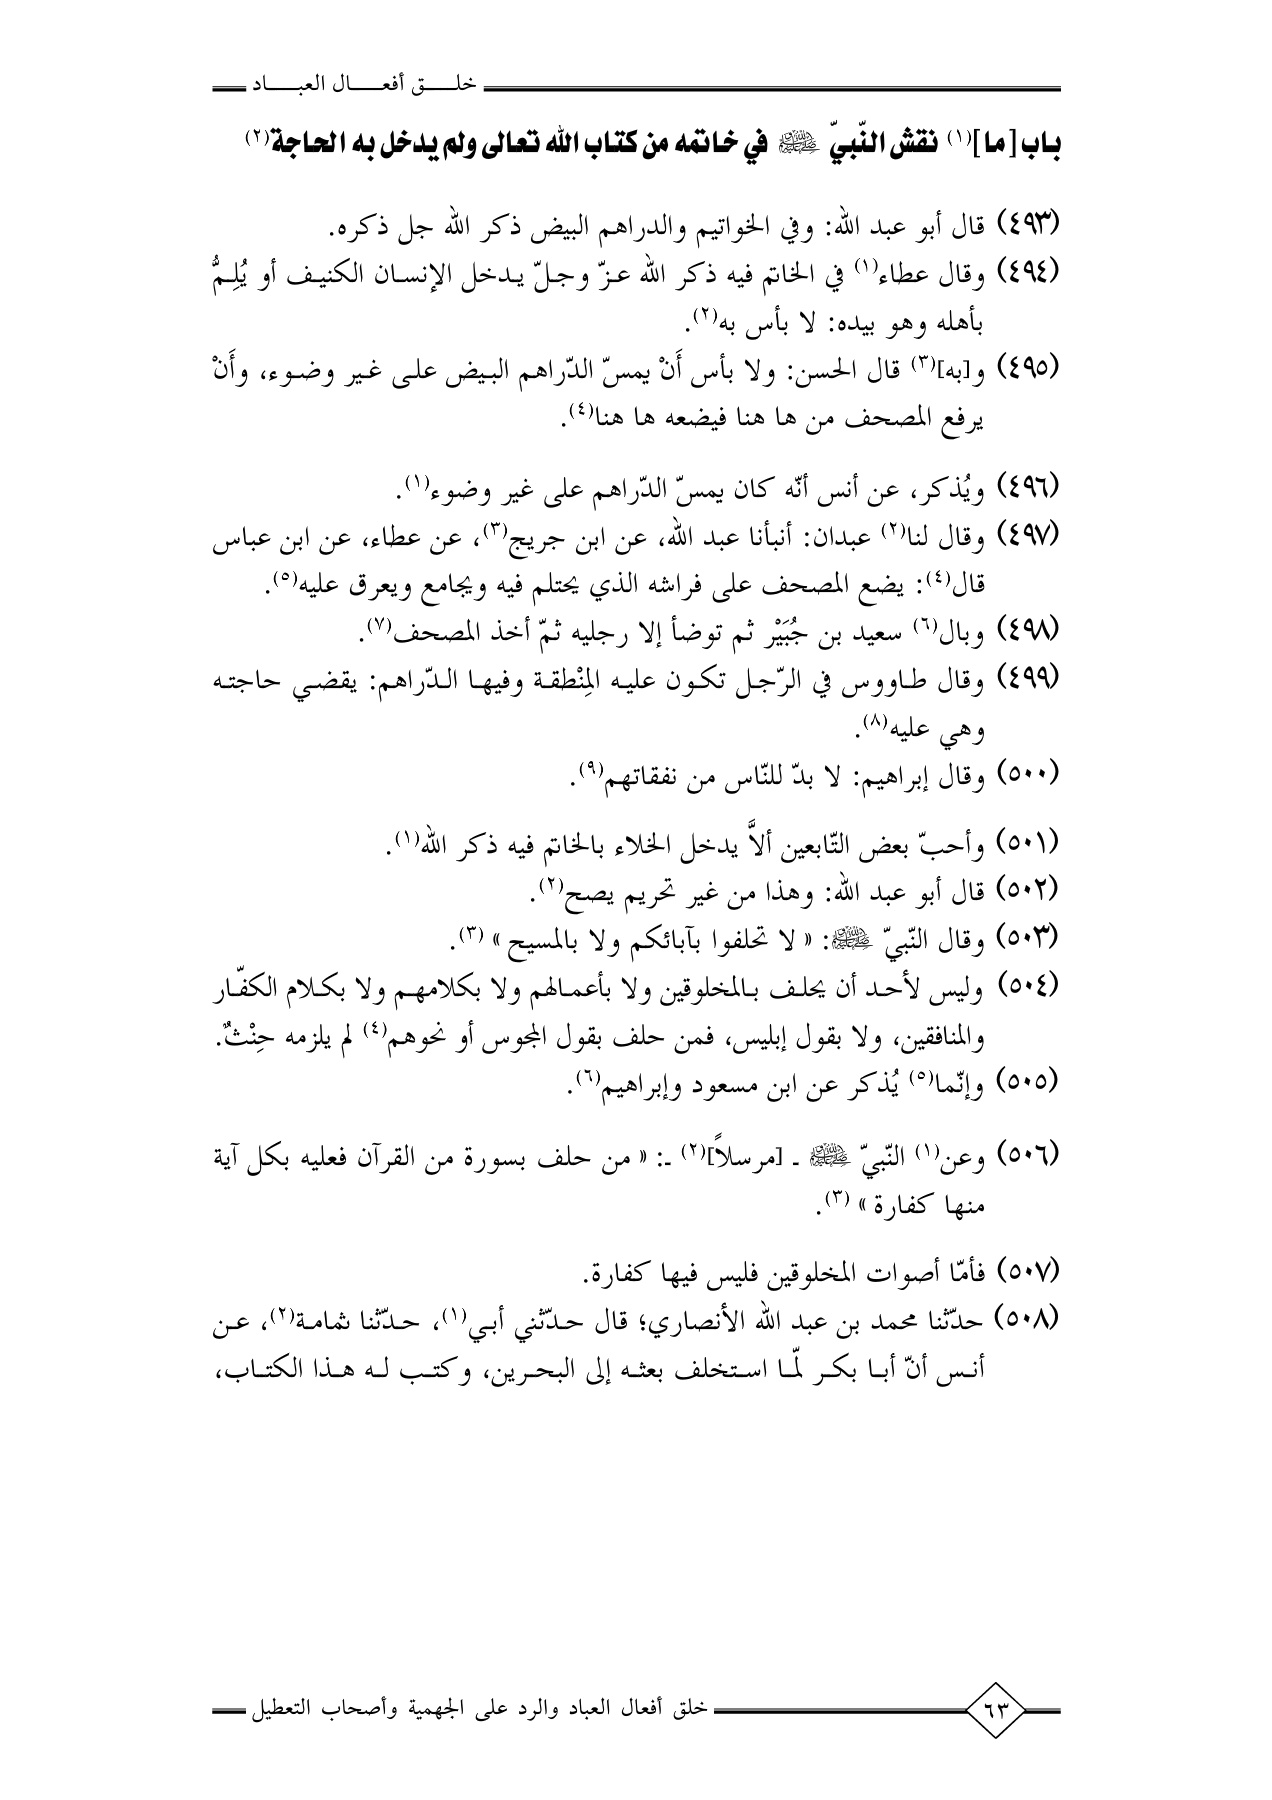 خلـــق أفعـــال العبـــاد
باب [ما](١) نقش النّبيّ ﷺ في خاتمه من كتاب الله تعالى ولم يدخل به الحاجة(٢)
(٤٩٣) قال أبو عبد الله: وفي الخواتيم والدراهم البيض ذكر الله جل ذكره.
(٤٩٤) وقال عطاء(١) في الخاتم فيه ذكر الله عزّ وجلّ يدخل الإنسان الكنيف أو يُلِمُّ
بأهله وهو بيده: لا بأس به(٢).
(٤٩٥) و[به](٣) قال الحسن: ولا بأس أَنْ يمسّ الدّراهم البيض على غير وضوء، وأَنْ
يرفع المصحف من ها هنا فيضعه ها هنا(٤).
(٤٩٦) ويُذكر، عن أنس أنّه كان يمسّ الدّراهم على غير وضوء(١).
(٤٩٧) وقال لنا(٢) عبدان: أنبأنا عبد الله، عن ابن جريج(٣)، عن عطاء، عن ابن عباس
قال(٤): يضع المصحف على فراشه الذي يحتلم فيه ويجامع ويعرق عليه(٥).
(٤٩٨) وبال(٦) سعيد بن جُبَيْر ثم توضأ إلا رجليه ثمّ أخذ المصحف(٧).
(٤٩٩) وقال طاووس في الرّجل تكون عليه المِنْطقة وفيها الدّراهم: يقضي حاجته
وهي عليه(٨).
(٥٠٠) وقال إبراهيم: لا بدّ للنّاس من نفقاتهم(٩).
(٥٠١) وأحبّ بعض التّابعين ألاَّ يدخل الخلاء بالخاتم فيه ذكر الله(١).
(٥٠٢) قال أبو عبد الله: وهذا من غير تحريم يصح(٢).
(٥٠٣) وقال النّبيّ ﷺ: « لا تحلفوا بآبائكم ولا بالمسيح » (٣).
(٥٠٤) وليس لأحد أن يحلف بالمخلوقين ولا بأعمالهم ولا بكلامهم ولا بكلام الكفّار
والمنافقين، ولا بقول إبليس، فمن حلف بقول المجوس أو نحوهم(٤) لم يلزمه حِنْثٌ.
(٥٠٥) وإنّما(٥) يُذكر عن ابن مسعود وإبراهيم(٦).
(٥٠٦) وعن(١) النّبيّ ﷺ ـ [مرسلاً](٢) ـ: « من حلف بسورة من القرآن فعليه بكل آية
منها كفارة » (٣).
(٥٠٧) فأمّا أصوات المخلوقين فليس فيها كفارة.
(٥٠٨) حدّثنا محمد بن عبد الله الأنصاري؛ قال حدّثني أبي(١)، حدّثنا ثمامة(٢)، عن
أنس أنّ أبا بكر لمّا استخلف بعثه إلى البحرين، وكتب له هذا الكتاب،
خلق أفعال العباد والرد على الجهمية وأصحاب التعطيل
٦٣